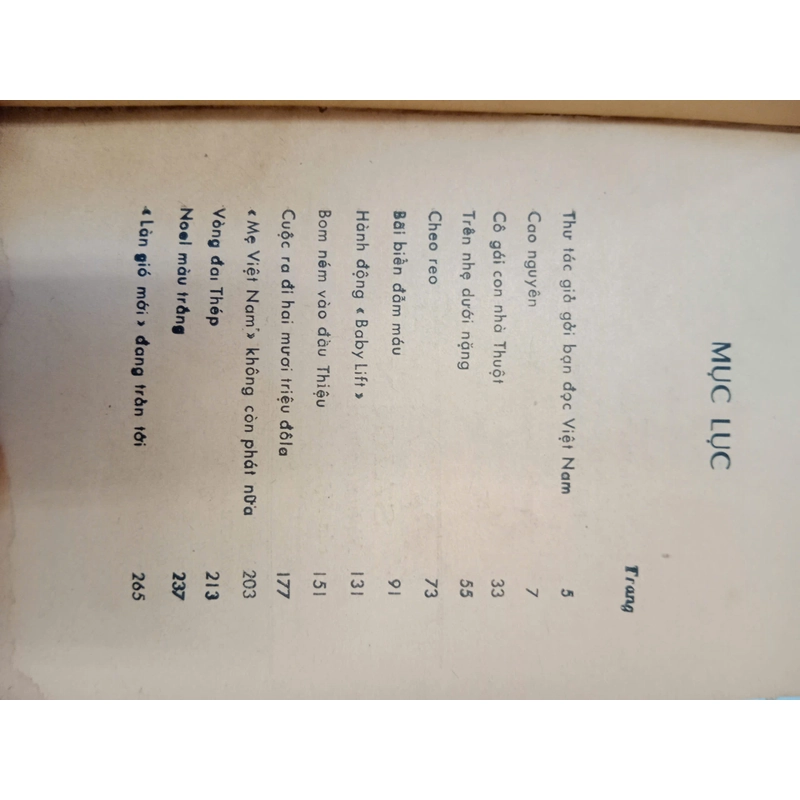 MỤC LỤC
Trang
Thư tác giả gởi bạn đọc Việt Nam 5
Cao nguyên 7
Cô gái con nhà Thuột 33
Trên nhẹ dưới nặng 55
Cheo reo 73
Bãi biển đẫm máu 91
Hành động « Baby Lift » 131
Bom ném vào đầu Thiệu 151
Cuộc ra đi hai mươi triệu đôla 177
« Mẹ Việt Nam » không còn phát nữa 203
Vòng đai Thép 213
Noel màu trắng 237
« Làn gió mới » đang tràn tới 265